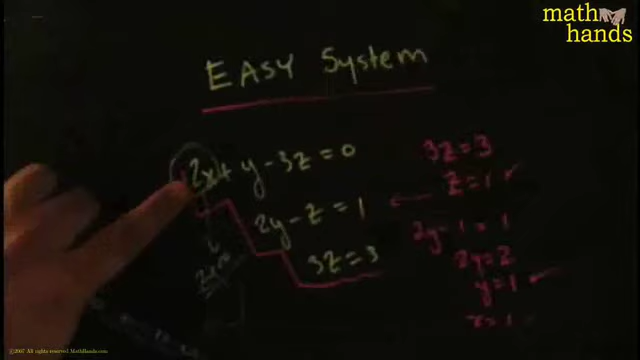 math
hands
EASY System
2x + y - 3z = 0
2y - z = 1
3z = 3
3z = 3
z = 1 ✓
2y - 1 = 1
2y = 2
y = 1
x = 1
©2007 All rights reserved MathHands.com